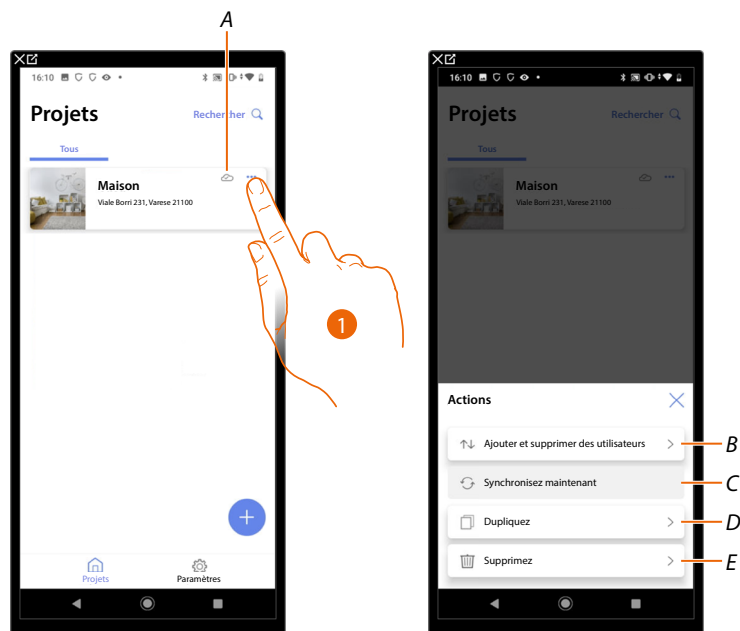 A
16:10
Projets
Rechercher
Tous
Maison
Viale Borri 231, Varese 21100
1
Projets
Paramètres
16:10
Projets
Rechercher
Tous
Maison
Viale Borri 231, Varese 21100
Actions
Ajouter et supprimer des utilisateurs
B
Synchronisez maintenant
C
Dupliquez
D
Supprimez
E